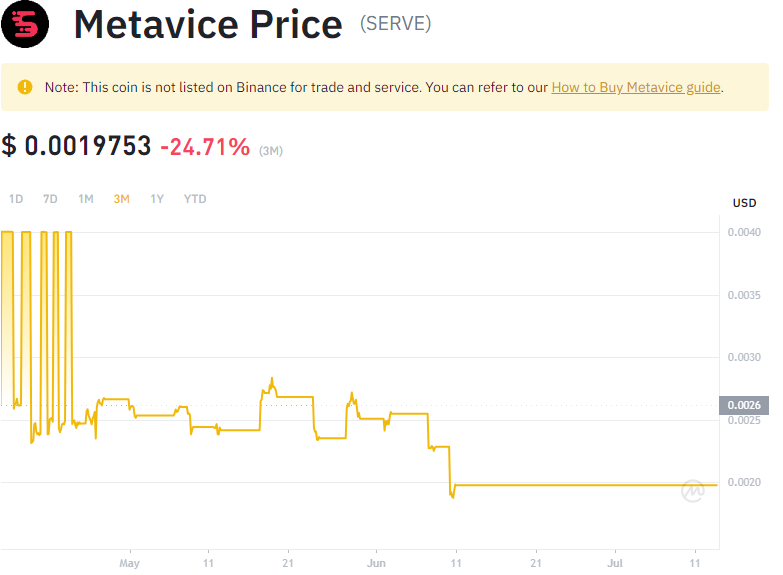 Metavice Price (SERVE)
Note: This coin is not listed on Binance for trade and service. You can refer to our How to Buy Metavice guide.
$ 0.0019753 -24.71% (3M)
1D 7D 1M 3M 1Y YTD
USD
0.0040
0.0035
0.0030
0.0026
0.0025
0.0020
May 11 21 Jun 11 21 Jul 11